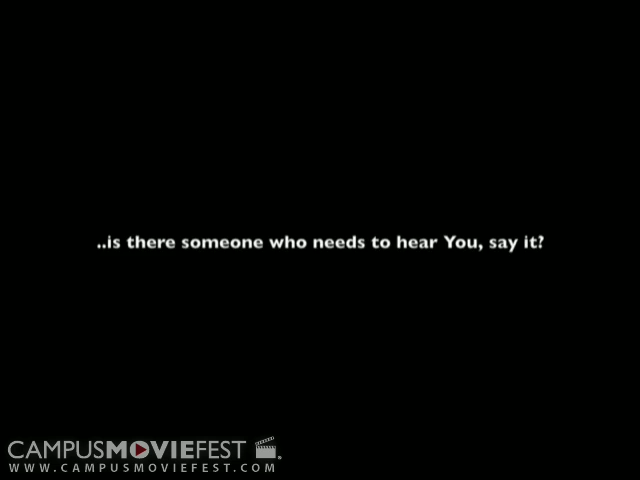 ..is there someone who needs to hear You, say it?
CAMPUSMOVIEFEST
WWW.CAMPUSMOVIEFEST.COM